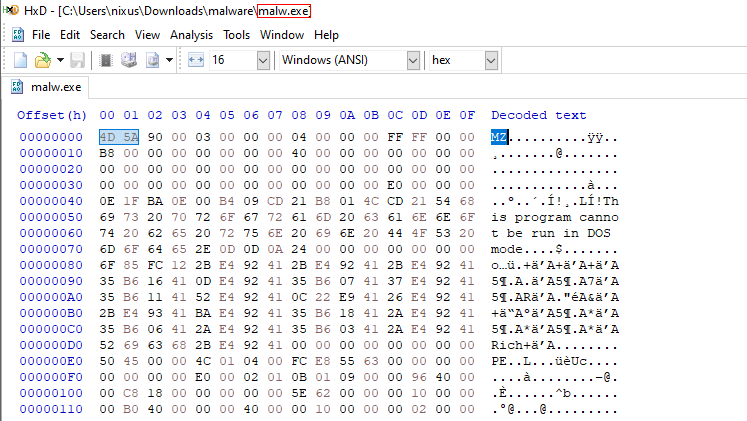 HxD - [C:\Users\nixus\Downloads\malware\malw.exe]
File Edit Search View Analysis Tools Window Help
16 Windows (ANSI) hex
malw.exe
Offset(h) 00 01 02 03 04 05 06 07 08 09 0A 0B 0C 0D 0E 0F Decoded text
00000000 4D 5A 90 00 03 00 00 00 04 00 00 00 FF FF 00 00 MZ..........ÿÿ..
00000010 B8 00 00 00 00 00 00 00 40 00 00 00 00 00 00 00 ¸.......@.......
00000020 00 00 00 00 00 00 00 00 00 00 00 00 00 00 00 00 ................
00000030 00 00 00 00 00 00 00 00 00 00 00 00 E0 00 00 00 ............à...
00000040 0E 1F BA 0E 00 B4 09 CD 21 B8 01 4C CD 21 54 68 ..º..´.Í!¸.LÍ!Th
00000050 69 73 20 70 72 6F 67 72 61 6D 20 63 61 6E 6E 6F is program canno
00000060 74 20 62 65 20 72 75 6E 20 69 6E 20 44 4F 53 20 t be run in DOS
00000070 6D 6F 64 65 2E 0D 0D 0A 24 00 00 00 00 00 00 00 mode....$.......
00000080 6F 85 FC 12 2B E4 92 41 2B E4 92 41 2B E4 92 41 o…ü.+ä’A+ä’A+ä’A
00000090 35 B6 16 41 0D E4 92 41 35 B6 07 41 37 E4 92 41 5¶.A.ä’A5¶.A7ä’A
000000A0 35 B6 11 41 52 E4 92 41 0C 22 E9 41 26 E4 92 41 5¶.ARä’A."éA&ä’A
000000B0 2B E4 93 41 BA E4 92 41 35 B6 18 41 2A E4 92 41 +ä“Aºä’A5¶.A*ä’A
000000C0 35 B6 06 41 2A E4 92 41 35 B6 03 41 2A E4 92 41 5¶.A*ä’A5¶.A*ä’A
000000D0 52 69 63 68 2B E4 92 41 00 00 00 00 00 00 00 00 Rich+ä’A........
000000E0 50 45 00 00 4C 01 04 00 FC E8 55 63 00 00 00 00 PE..L...üèUc....
000000F0 00 00 00 00 E0 00 02 01 0B 01 09 00 00 96 40 00 ....à........–@.
00000100 00 C8 18 00 00 00 00 00 5E 62 00 00 00 10 00 00 .È......^b......
00000110 00 B0 40 00 00 00 40 00 00 10 00 00 00 02 00 00 .°@...@.........